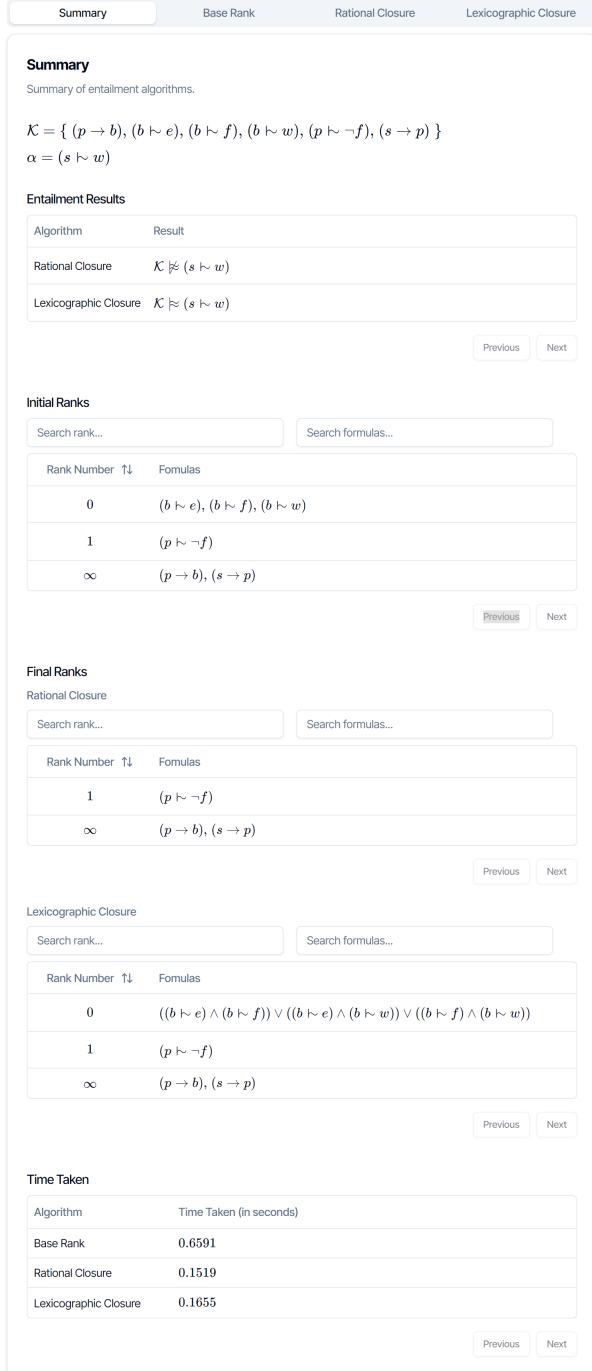 Summary Base Rank Rational Closure Lexicographic Closure
Summary
Summary of entailment algorithms.
𝒦 = { (p → b), (b |∼ e), (b |∼ f), (b |∼ w), (p |∼ ¬f), (s → p) }
α = (s |∼ w)
Entailment Results
Algorithm Result
Rational Closure 𝒦 |≉ (s |∼ w)
Lexicographic Closure 𝒦 |≈ (s |∼ w)
Previous Next
Initial Ranks
Search rank... Search formulas...
Rank Number ↑↓ Fomulas
0 (b |∼ e), (b |∼ f), (b |∼ w)
1 (p |∼ ¬f)
∞ (p → b), (s → p)
Previous Next
Final Ranks
Rational Closure
Search rank... Search formulas...
Rank Number ↑↓ Fomulas
1 (p |∼ ¬f)
∞ (p → b), (s → p)
Previous Next
Lexicographic Closure
Search rank... Search formulas...
Rank Number ↑↓ Fomulas
0 ((b |∼ e) ∧ (b |∼ f)) ∨ ((b |∼ e) ∧ (b |∼ w)) ∨ ((b |∼ f) ∧ (b |∼ w))
1 (p |∼ ¬f)
∞ (p → b), (s → p)
Previous Next
Time Taken
Algorithm Time Taken (in seconds)
Base Rank 0.6591
Rational Closure 0.1519
Lexicographic Closure 0.1655
Previous Next